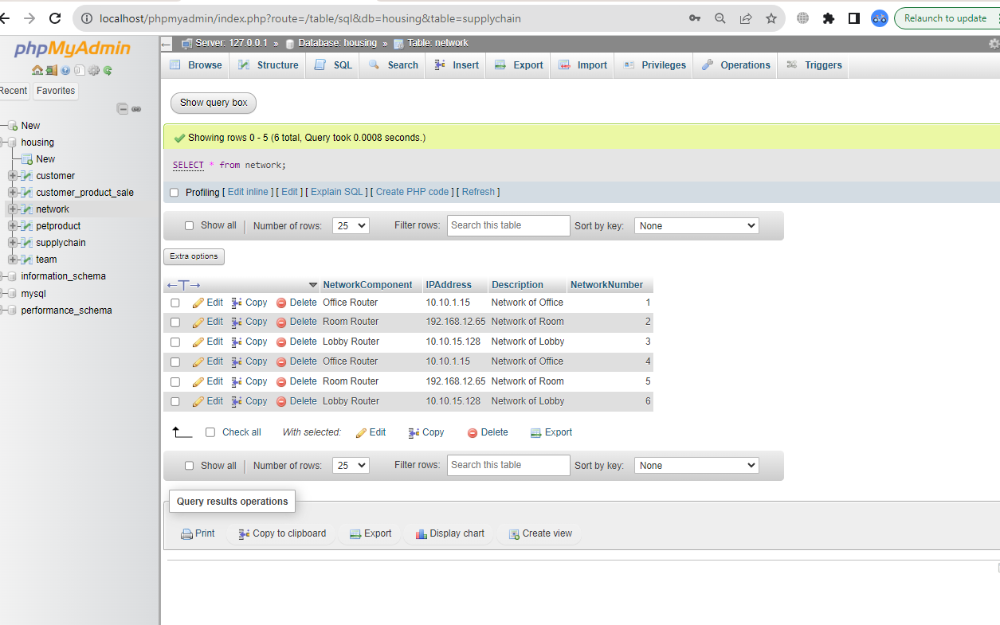 localhost/phpmyadmin/index.php?route=/table/sql&db=housing&table=supplychain
Relaunch to update
phpMyAdmin
Recent Favorites
New
housing
New
customer
customer_product_sale
network
petproduct
supplychain
team
information_schema
mysql
performance_schema
Server: 127.0.0.1 » Database: housing » Table: network
Browse Structure SQL Search Insert Export Import Privileges Operations Triggers
Show query box
Showing rows 0 - 5 (6 total, Query took 0.0008 seconds.)
SELECT * from network;
Profiling [ Edit inline ] [ Edit ] [ Explain SQL ] [ Create PHP code ] [ Refresh ]
Show all Number of rows: 25 Filter rows: Search this table Sort by key: None
Extra options
←T→ NetworkComponent IPAddress Description NetworkNumber
Edit Copy Delete Office Router 10.10.1.15 Network of Office 1
Edit Copy Delete Room Router 192.168.12.65 Network of Room 2
Edit Copy Delete Lobby Router 10.10.15.128 Network of Lobby 3
Edit Copy Delete Office Router 10.10.1.15 Network of Office 4
Edit Copy Delete Room Router 192.168.12.65 Network of Room 5
Edit Copy Delete Lobby Router 10.10.15.128 Network of Lobby 6
Check all With selected: Edit Copy Delete Export
Show all Number of rows: 25 Filter rows: Search this table Sort by key: None
Query results operations
Print Copy to clipboard Export Display chart Create view